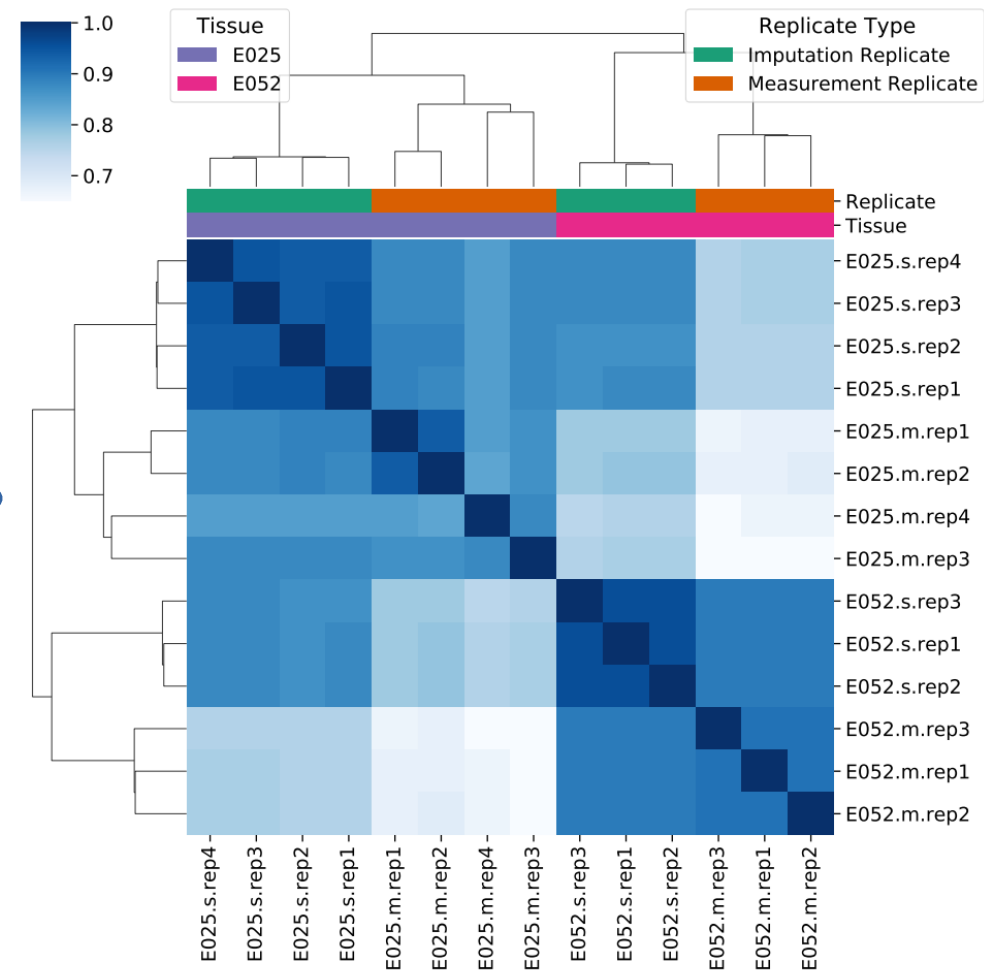 1.0
0.9
0.8
0.7
Tissue
E025
E052
Replicate Type
Imputation Replicate
Measurement Replicate
Replicate
Tissue
E025.s.rep4
E025.s.rep3
E025.s.rep2
E025.s.rep1
E025.m.rep1
E025.m.rep2
E025.m.rep4
E025.m.rep3
E052.s.rep3
E052.s.rep1
E052.s.rep2
E052.m.rep3
E052.m.rep1
E052.m.rep2
E025.s.rep4
E025.s.rep3
E025.s.rep2
E025.s.rep1
E025.m.rep1
E025.m.rep2
E025.m.rep4
E025.m.rep3
E052.s.rep3
E052.s.rep1
E052.s.rep2
E052.m.rep3
E052.m.rep1
E052.m.rep2